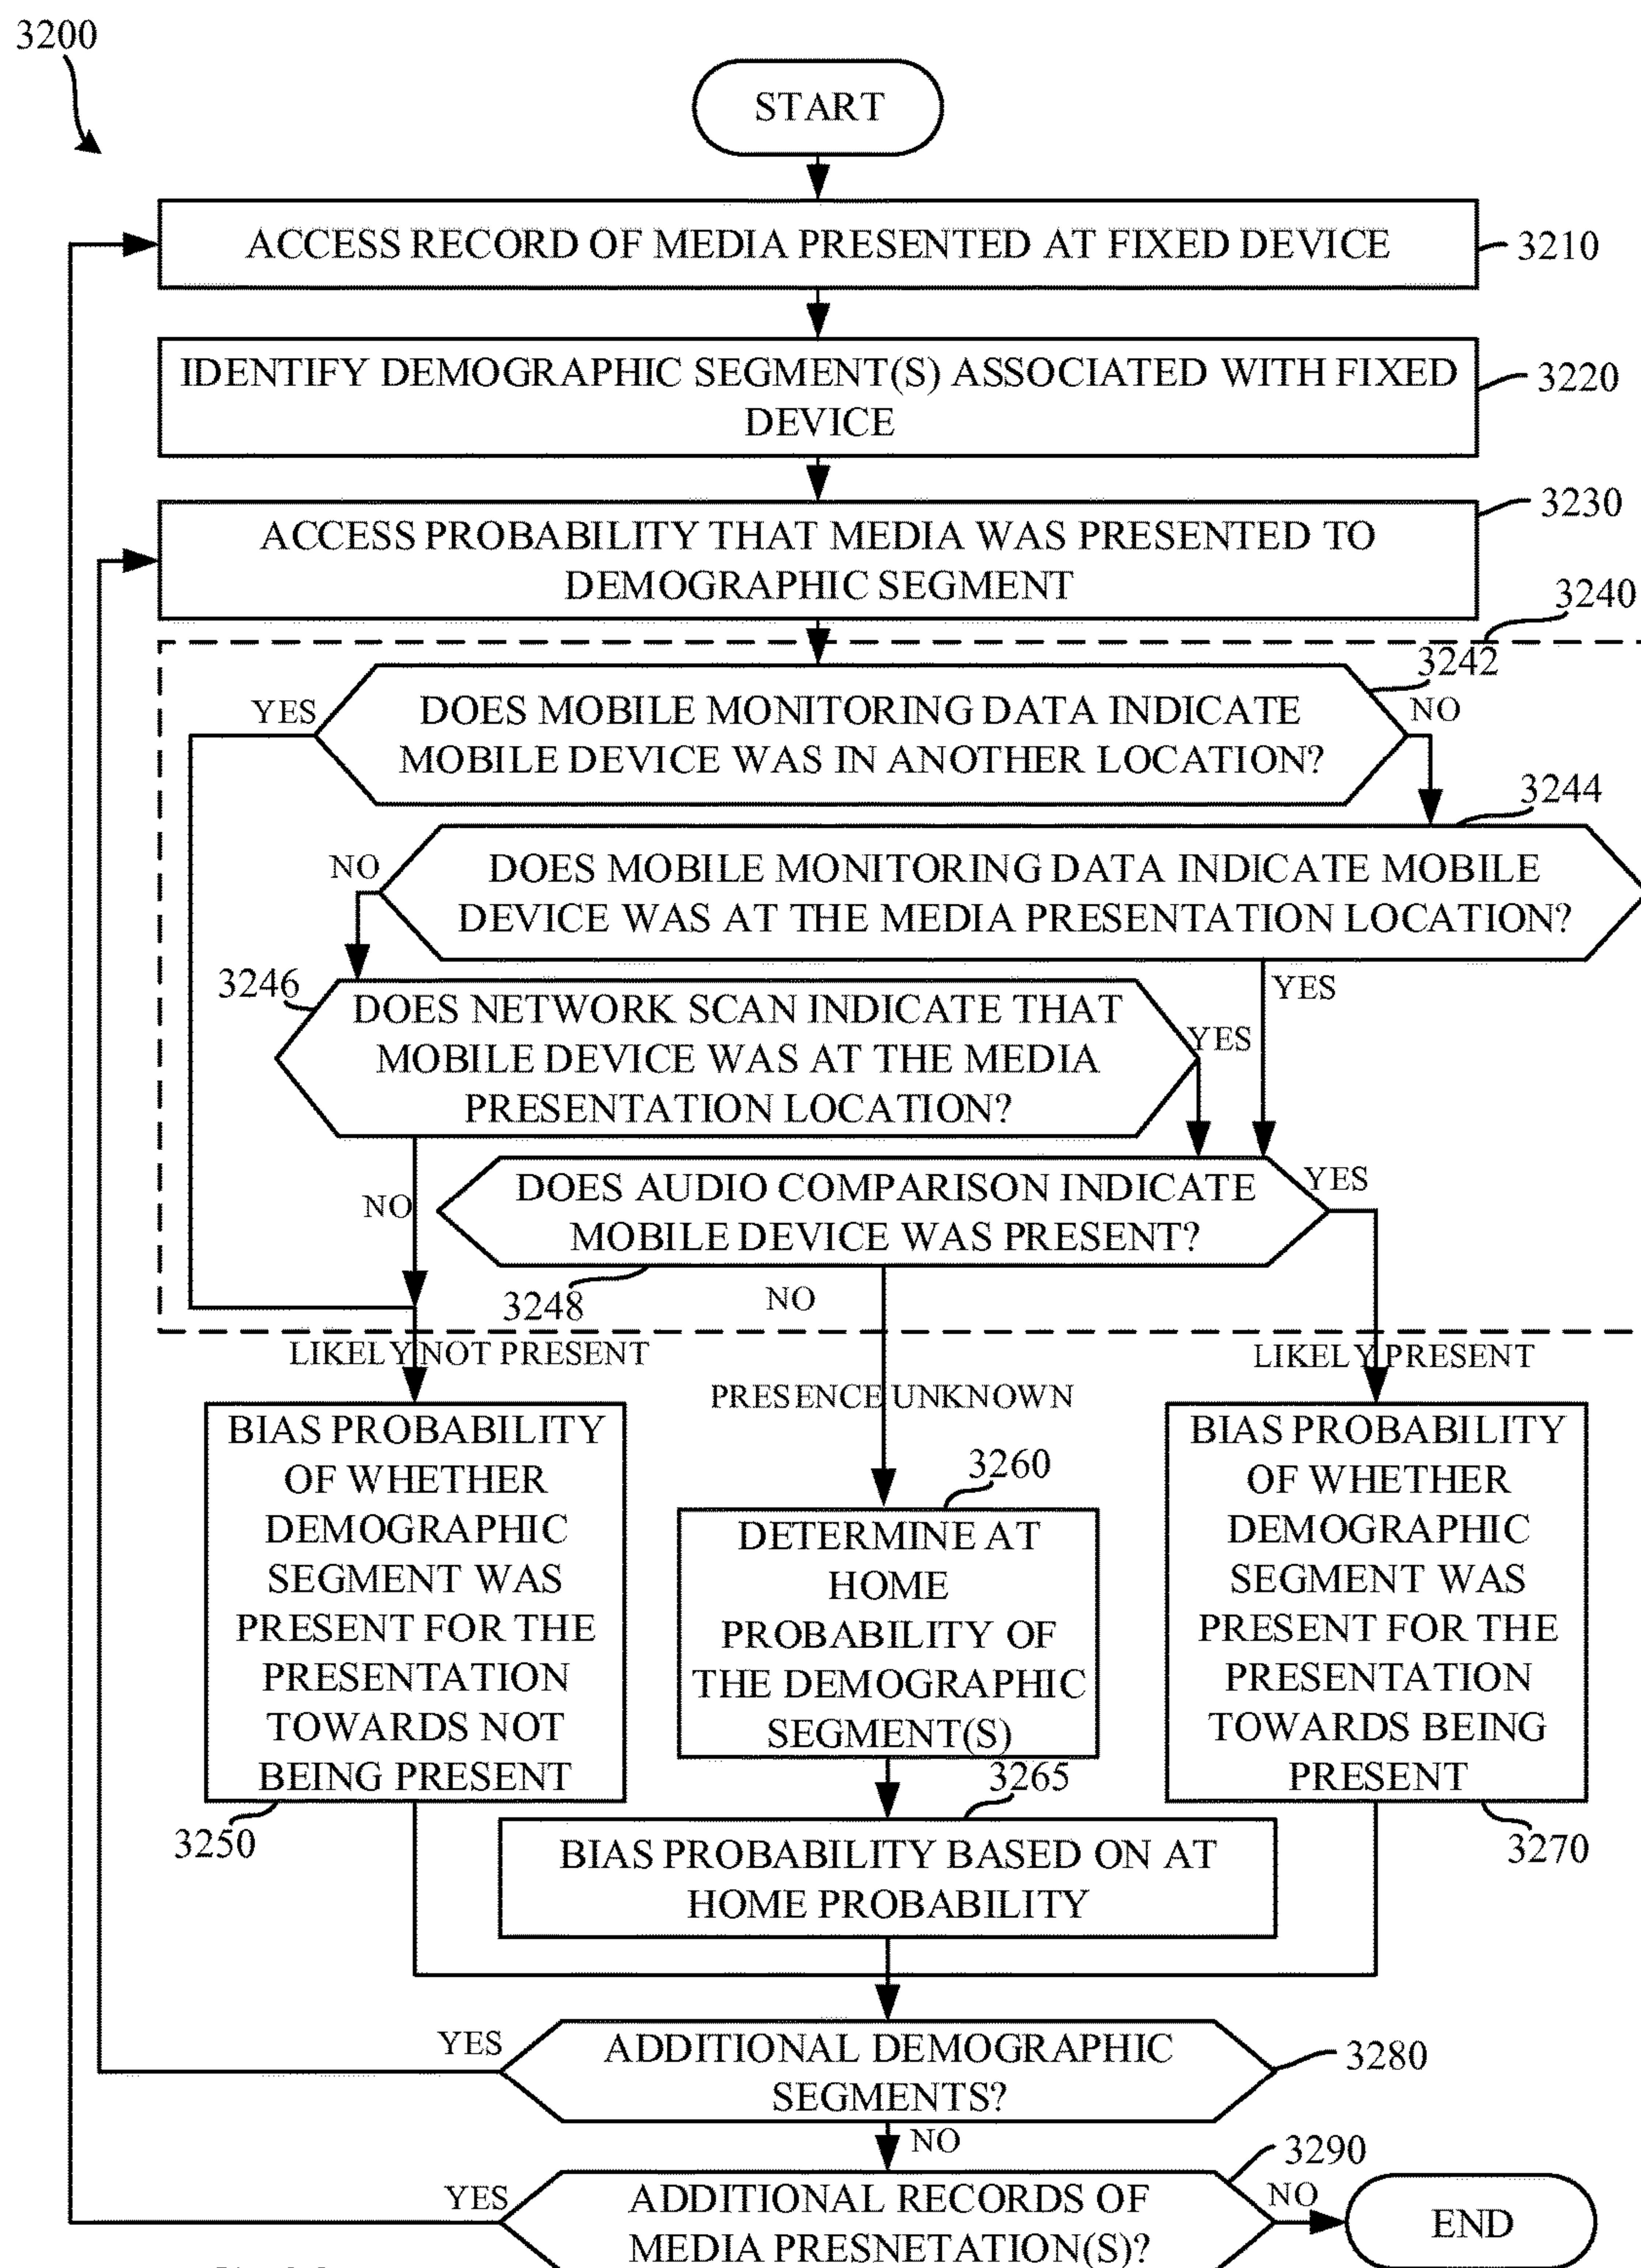 3200
START
ACCESS RECORD OF MEDIA PRESENTED AT FIXED DEVICE
3210
IDENTIFY DEMOGRAPHIC SEGMENT(S) ASSOCIATED WITH FIXED
DEVICE
3220
ACCESS PROBABILITY THAT MEDIA WAS PRESENTED TO
DEMOGRAPHIC SEGMENT
3230
3240
3242
YES
DOES MOBILE MONITORING DATA INDICATE
MOBILE DEVICE WAS IN ANOTHER LOCATION?
NO
3244
NO
DOES MOBILE MONITORING DATA INDICATE MOBILE
DEVICE WAS AT THE MEDIA PRESENTATION LOCATION?
YES
3246
DOES NETWORK SCAN INDICATE THAT
MOBILE DEVICE WAS AT THE MEDIA
PRESENTATION LOCATION?
YES
NO
DOES AUDIO COMPARISON INDICATE
MOBILE DEVICE WAS PRESENT?
YES
3248
NO
LIKELY NOT PRESENT
PRESENCE UNKNOWN
LIKELY PRESENT
BIAS PROBABILITY
OF WHETHER
DEMOGRAPHIC
SEGMENT WAS
PRESENT FOR THE
PRESENTATION
TOWARDS NOT
BEING PRESENT
3250
3260
DETERMINE AT
HOME
PROBABILITY OF
THE DEMOGRAPHIC
SEGMENT(S)
3265
BIAS PROBABILITY BASED ON AT
HOME PROBABILITY
BIAS PROBABILITY
OF WHETHER
DEMOGRAPHIC
SEGMENT WAS
PRESENT FOR THE
PRESENTATION
TOWARDS BEING
PRESENT
3270
YES
ADDITIONAL DEMOGRAPHIC
SEGMENTS?
3280
NO
3290
YES
ADDITIONAL RECORDS OF
MEDIA PRESNETATION(S)?
NO
END